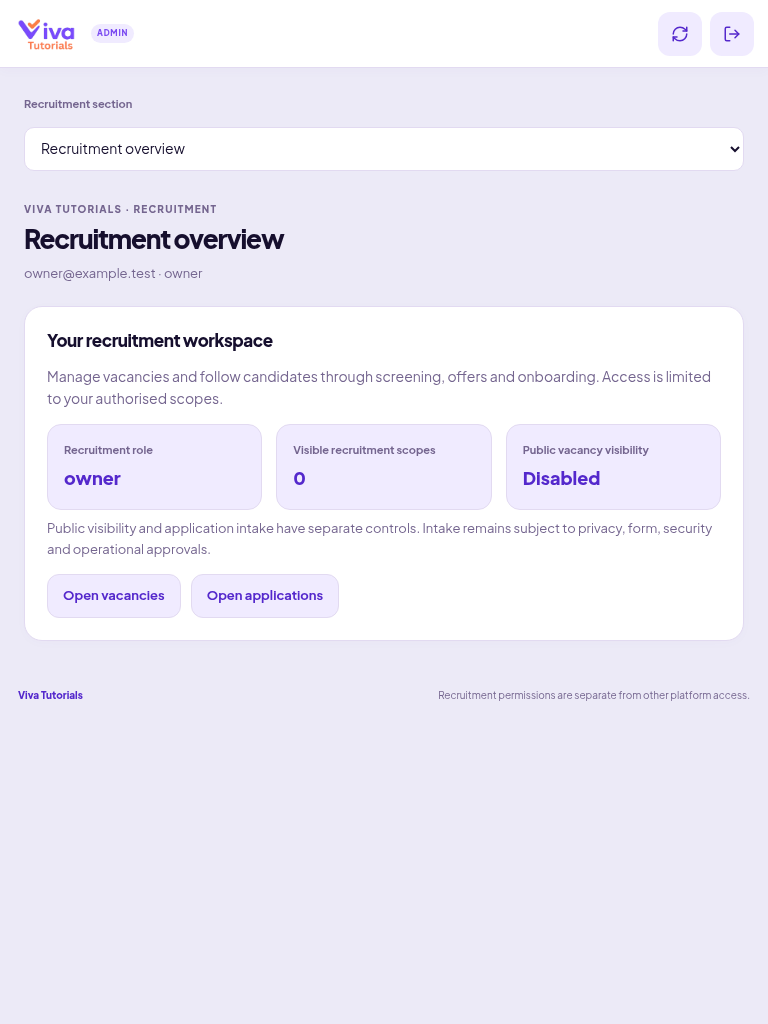 Viva
Tutorials
ADMIN
Recruitment section
Recruitment overview
VIVA TUTORIALS · RECRUITMENT
Recruitment overview
owner@example.test · owner
Your recruitment workspace
Manage vacancies and follow candidates through screening, offers and onboarding. Access is limited
to your authorised scopes.
Recruitment role
owner
Visible recruitment scopes
0
Public vacancy visibility
Disabled
Public visibility and application intake have separate controls. Intake remains subject to privacy, form, security
and operational approvals.
Open vacancies
Open applications
Viva Tutorials
Recruitment permissions are separate from other platform access.